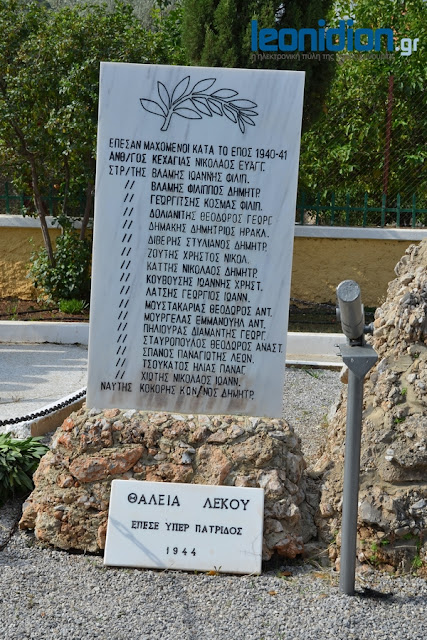 leonidion.gr
ΕΠΕΣΑΝ ΜΑΧΟΜΕΝΟΙ ΚΑΤΑ ΤΟ ΕΠΟΣ 1940-41
ΑΝΘ/ΓΟΣ ΚΕΧΑΓΙΑΣ ΝΙΚΟΛΑΟΣ ΕΥΑΓΓ.
ΣΤΡ/ΤΗΣ ΒΛΑΜΗΣ ΙΩΑΝΝΗΣ ΦΙΛΙΠ.
// ΒΛΑΜΗΣ ΦΙΛΙΠΠΟΣ ΔΗΜΗΤΡ.
// ΓΕΩΡΓΙΤΣΗΣ ΚΟΣΜΑΣ ΦΙΛΙΠ.
// ΔΟΛΙΑΝΙΤΗΣ ΘΕΟΔΩΡΟΣ ΓΕΩΡΓ.
// ΔΗΜΑΚΗΣ ΔΗΜΗΤΡΙΟΣ ΗΡΑΚΛ.
// ΔΙΒΕΡΗΣ ΣΤΥΛΙΑΝΟΣ ΔΗΜΗΤΡ.
// ΖΟΥΤΗΣ ΧΡΗΣΤΟΣ ΝΙΚΟΛ.
// ΚΑΤΤΗΣ ΝΙΚΟΛΑΟΣ ΔΗΜΗΤΡ.
// ΚΟΥΒΟΥΣΗΣ ΙΩΑΝΝΗΣ ΧΡΗΣΤ.
// ΛΑΤΣΗΣ ΓΕΩΡΓΙΟΣ ΙΩΑΝΝ.
// ΜΟΥΣΤΑΚΑΡΙΑΣ ΘΕΟΔΩΡΟΣ ΑΝΤ.
// ΜΟΥΡΓΕΛΑΣ ΕΜΜΑΝΟΥΗΛ ΑΝΤ.
// ΠΗΛΙΟΥΡΑΣ ΔΙΑΜΑΝΤΗΣ ΓΕΩΡΓ.
// ΣΤΑΥΡΟΠΟΥΛΟΣ ΘΕΟΔΩΡΟΣ ΑΝΑΣΤ.
// ΣΠΑΝΟΣ ΠΑΝΑΓΙΩΤΗΣ ΛΕΩΝ.
// ΤΣΟΥΚΑΤΟΣ ΗΛΙΑΣ ΠΑΝΑΓ.
// ΧΙΩΤΗΣ ΝΙΚΟΛΑΟΣ ΙΩΑΝΝ.
ΝΑΥΤΗΣ ΚΟΚΟΡΗΣ ΚΩΝ/ΝΟΣ ΔΗΜΗΤΡ.
ΘΑΛΕΙΑ ΛΕΚΟΥ
ΕΠΕΣΕ ΥΠΕΡ ΠΑΤΡΙΔΟΣ
1944